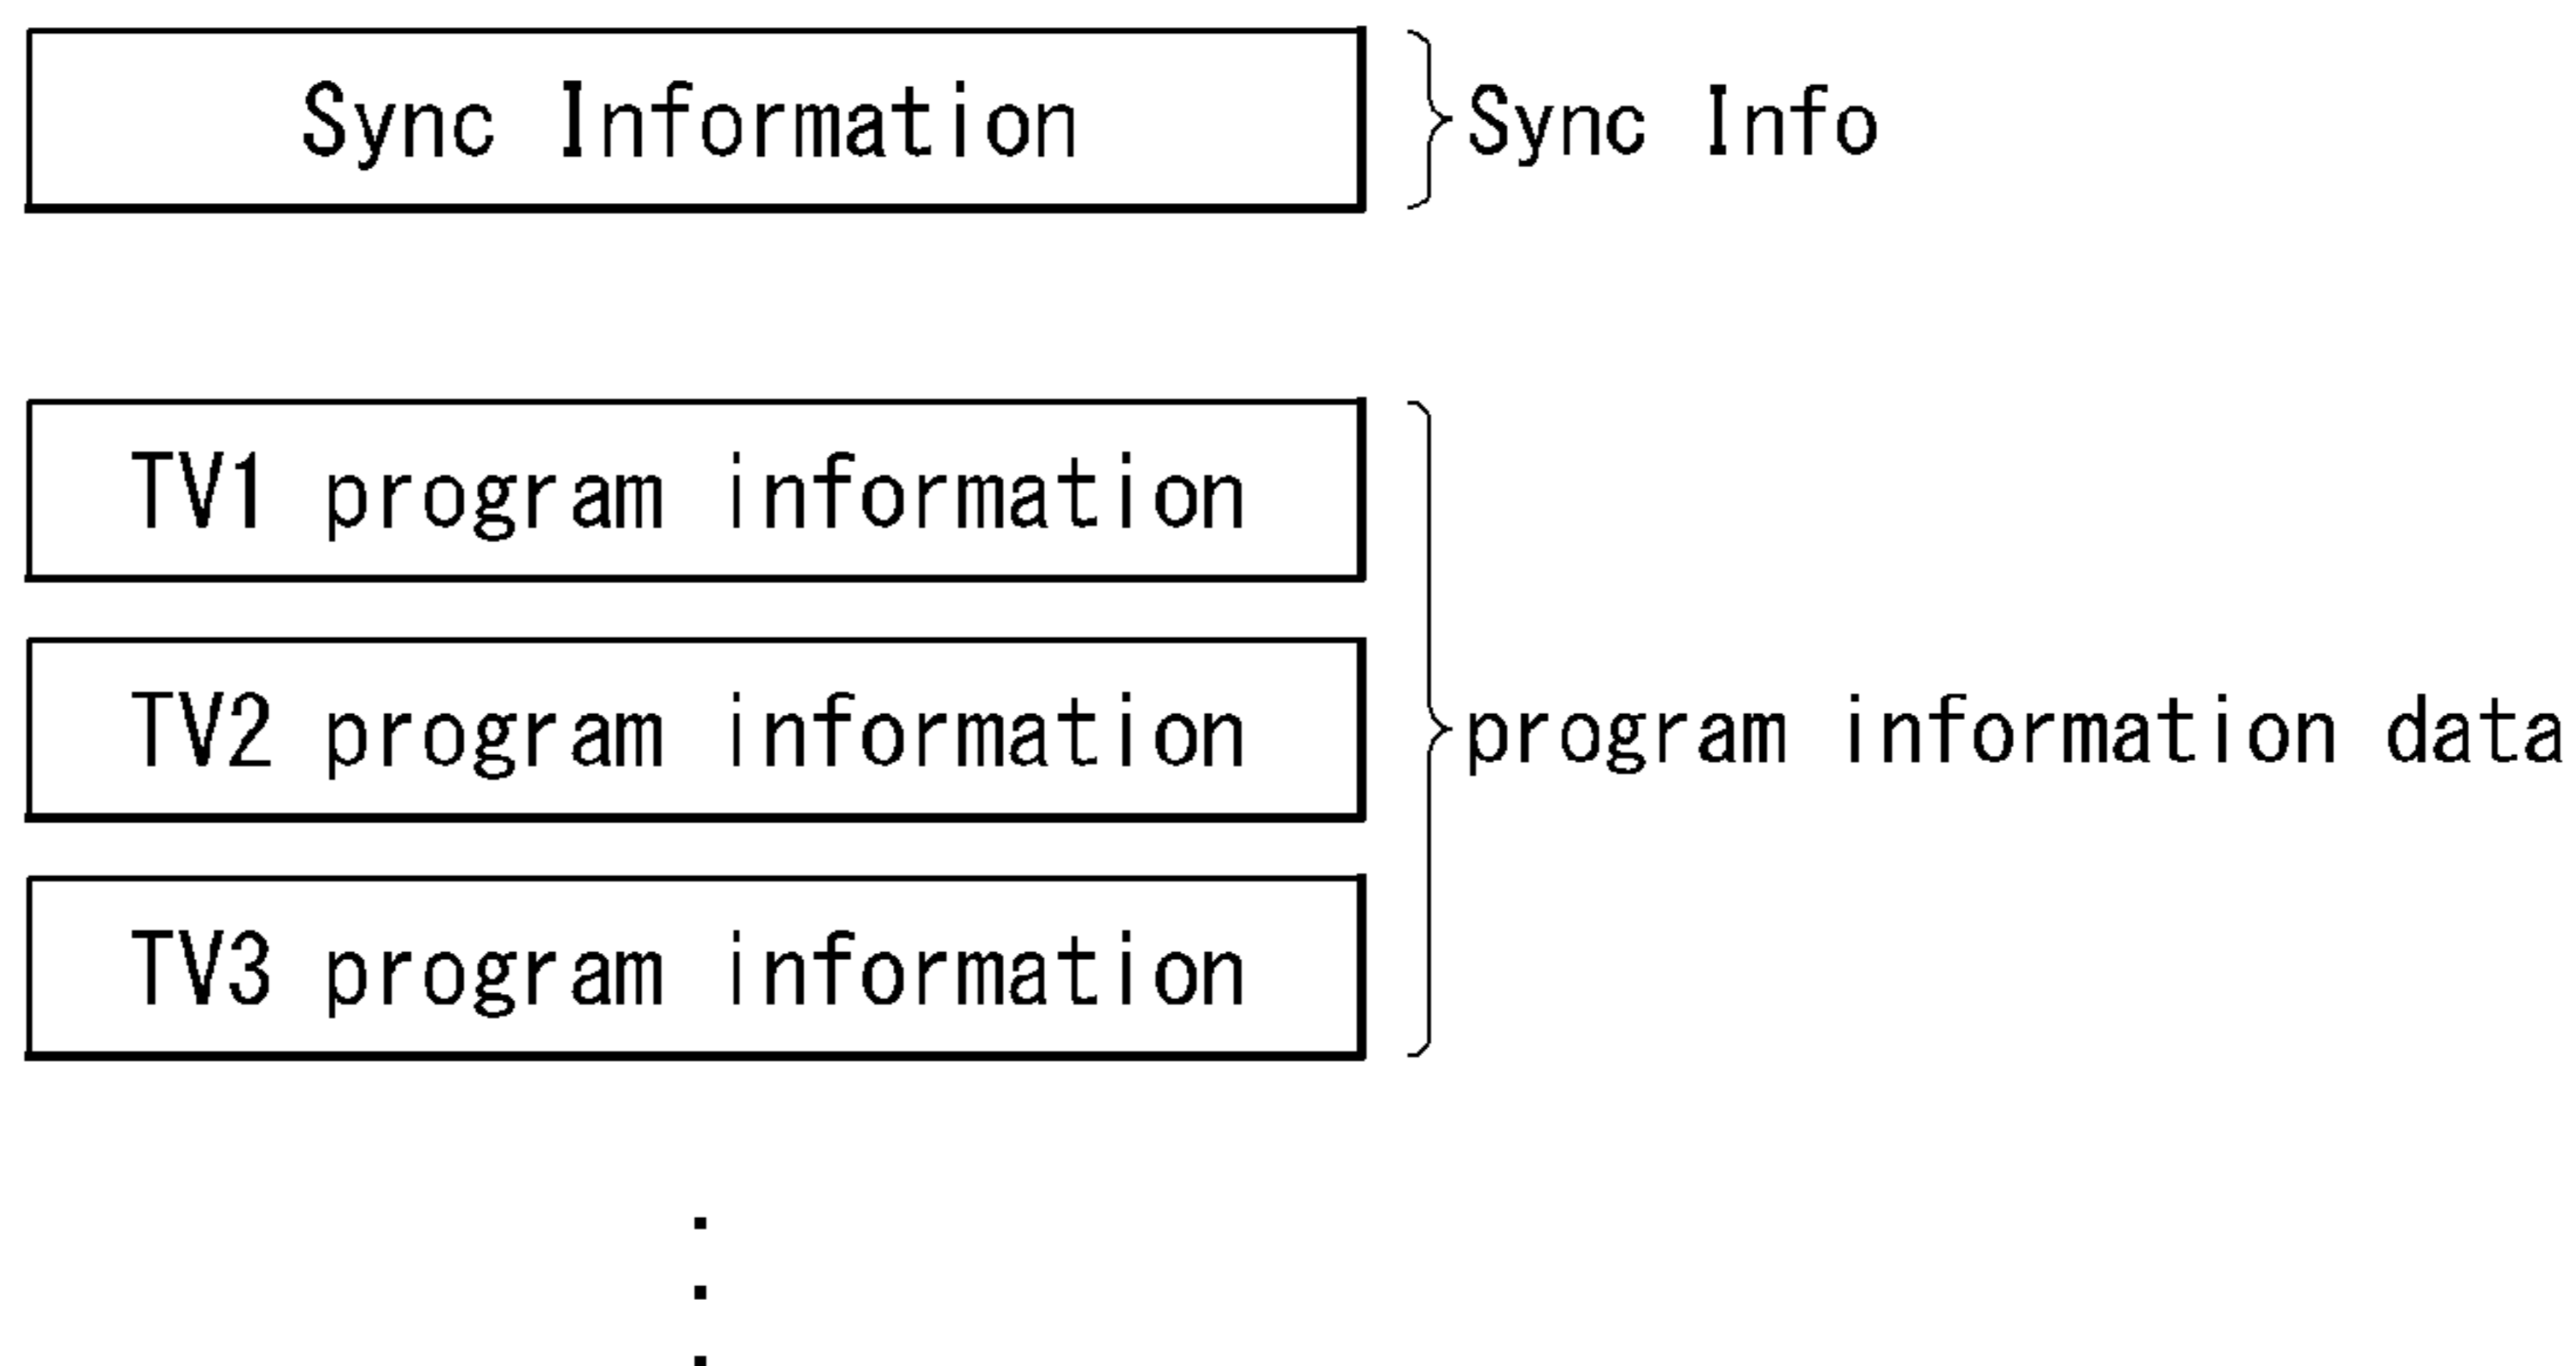 Sync Information
Sync Info
TV1 program information
TV2 program information
program information data
TV3 program information